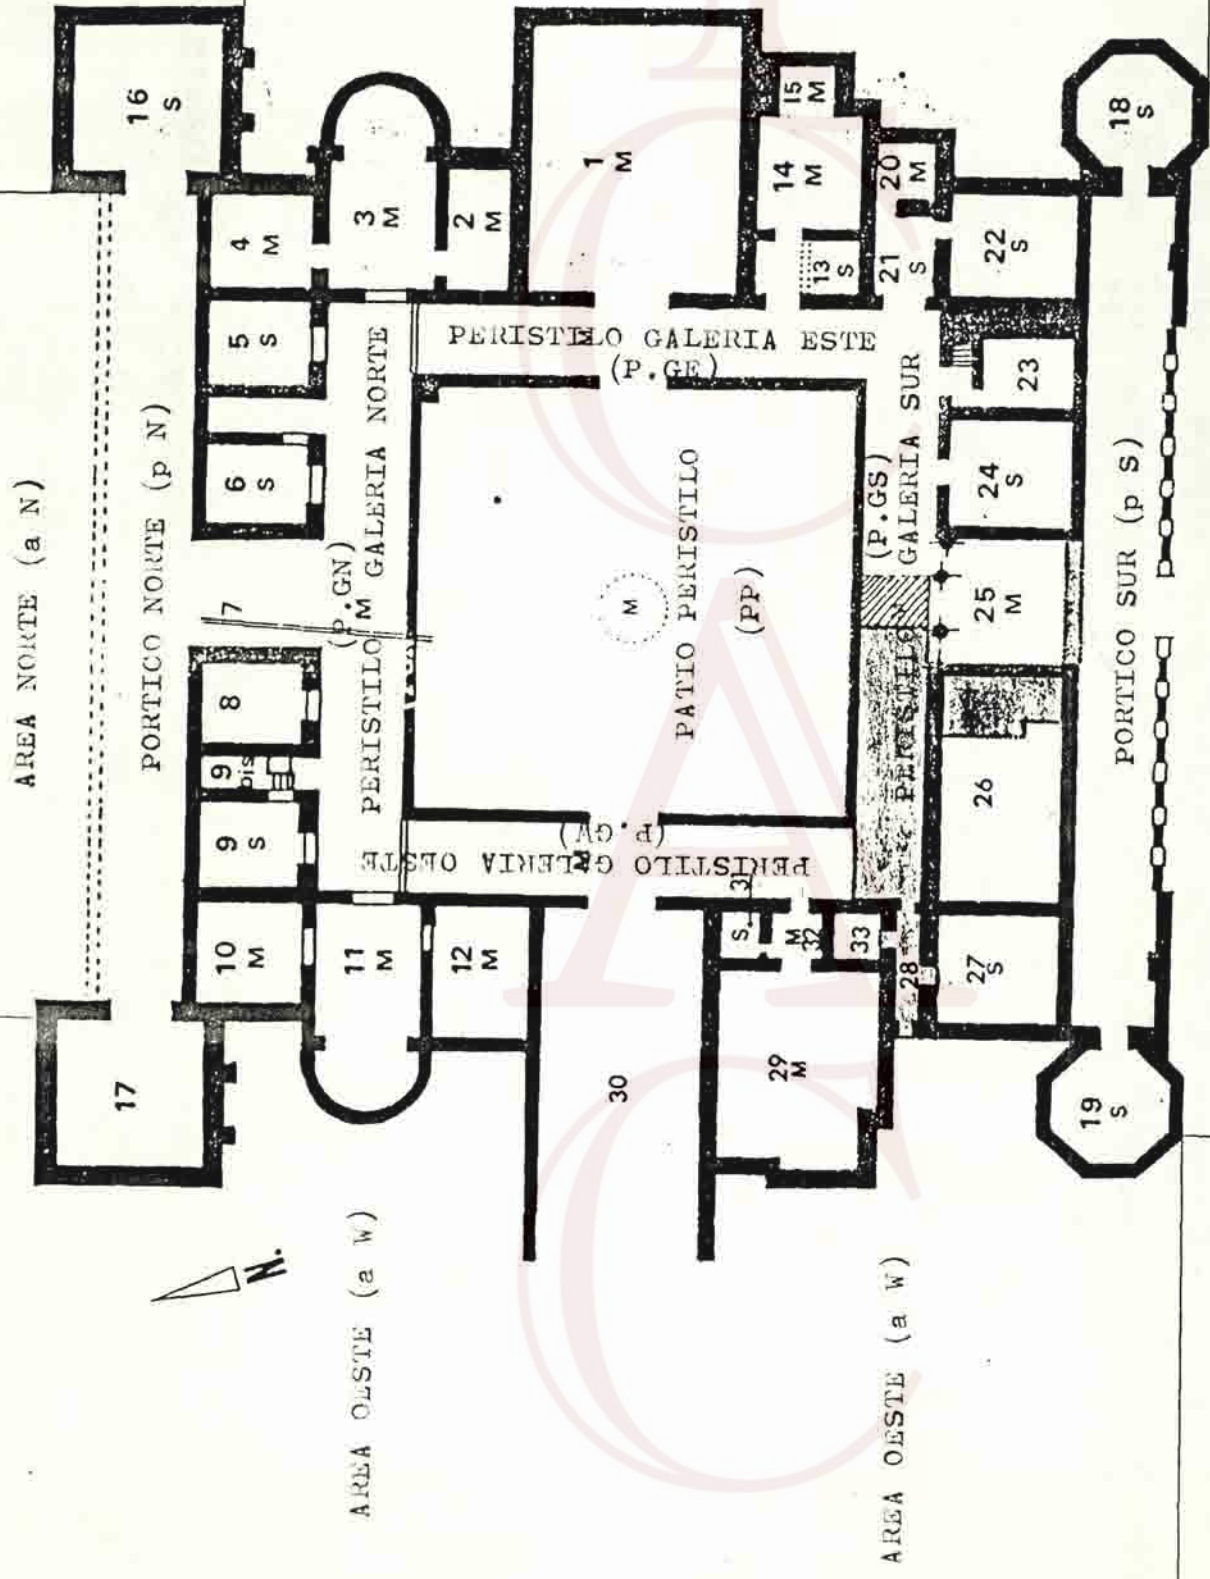 AREA NORTE (a N)
PORTICO NORTE (p N)
17
10
M
9
S
9
bis
8
7
6
S
5
S
4
M
16
S
11
M
12
M
3
M
2
M
PERISTILO M GALERIA NORTE
(P.GN)
PERISTILO GALERIA OESTE
(P.GW)
M
PERISTILO GALERIA ESTE
(P.GE)
M
1
M
30
PATIO PERISTILO
(PP)
M
29
M
S
31
M
32
33
28
13
S
14
M
15
M
20
M
21
S
PERISTILO GALERIA SUR
(P.GS)
27
S
26
25
M
24
S
23
22
S
19
S
PORTICO SUR (p S)
18
S
AREA OESTE (a W)
AREA OESTE (a W)
N.
CAC